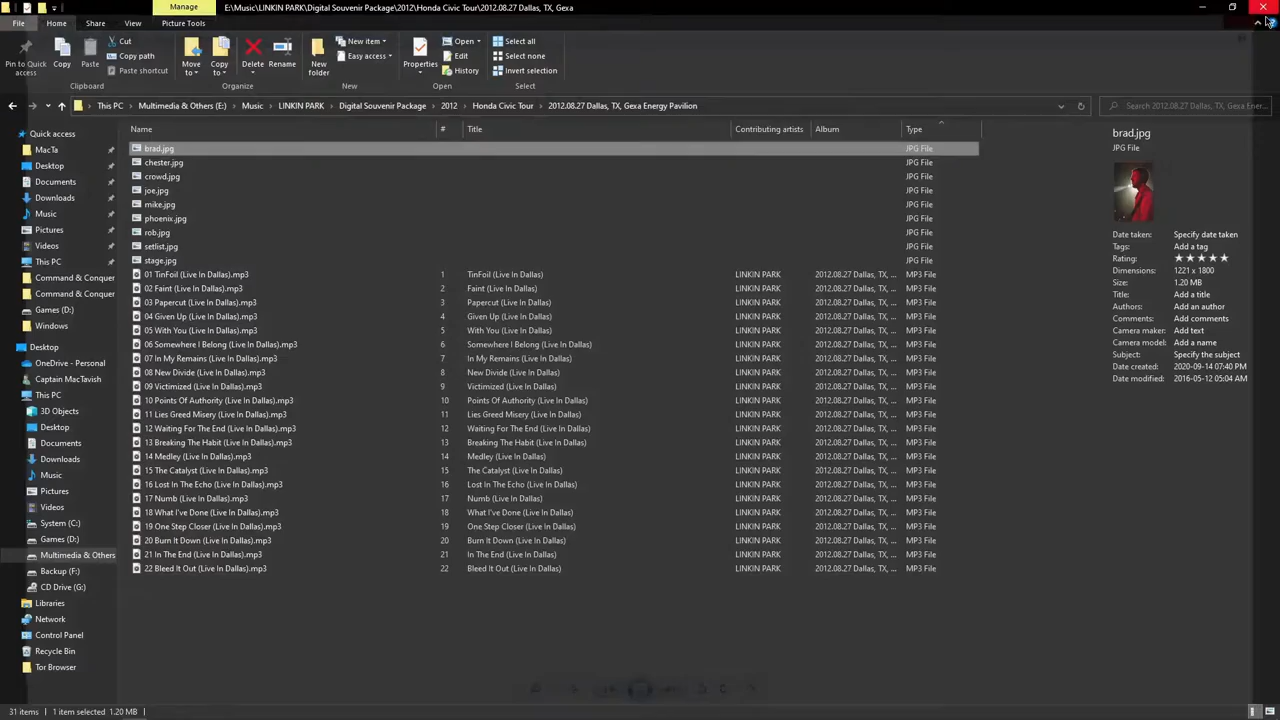 Manage E:\Music\LINKIN PARK\Digital Souvenir Package\2012\Honda Civic Tour\2012.08.27 Dallas, TX, Gexa
File Home Share View Picture Tools
Pin to Quick access Copy Paste Cut Copy path Paste shortcut Move to Copy to Delete Rename New folder New item Easy access Properties Open Edit History Select all Select none Invert selection
Clipboard Organize New Open Select
This PC Multimedia & Others (E:) Music LINKIN PARK Digital Souvenir Package 2012 Honda Civic Tour 2012.08.27 Dallas, TX, Gexa Energy Pavilion Search 2012.08.27 Dallas, TX, Gexa Ener...
Quick access
MacTa
Desktop
Documents
Downloads
Music
Pictures
Videos
This PC
Command & Conquer
Command & Conquer
Games (D:)
Windows
Desktop
OneDrive - Personal
Captain MacTavish
This PC
3D Objects
Desktop
Documents
Downloads
Music
Pictures
Videos
System (C:)
Games (D:)
Multimedia & Others
Backup (F:)
CD Drive (G:)
Libraries
Network
Control Panel
Recycle Bin
Tor Browser
Name # Title Contributing artists Album Type
brad.jpg JPG File
chester.jpg JPG File
crowd.jpg JPG File
joe.jpg JPG File
mike.jpg JPG File
phoenix.jpg JPG File
rob.jpg JPG File
setlist.jpg JPG File
stage.jpg JPG File
01 TinFoil (Live In Dallas).mp3 1 TinFoil (Live In Dallas) LINKIN PARK 2012.08.27 Dallas, TX, ... MP3 File
02 Faint (Live In Dallas).mp3 2 Faint (Live In Dallas) LINKIN PARK 2012.08.27 Dallas, TX, ... MP3 File
03 Papercut (Live In Dallas).mp3 3 Papercut (Live In Dallas) LINKIN PARK 2012.08.27 Dallas, TX, ... MP3 File
04 Given Up (Live In Dallas).mp3 4 Given Up (Live In Dallas) LINKIN PARK 2012.08.27 Dallas, TX, ... MP3 File
05 With You (Live In Dallas).mp3 5 With You (Live In Dallas) LINKIN PARK 2012.08.27 Dallas, TX, ... MP3 File
06 Somewhere I Belong (Live In Dallas).mp3 6 Somewhere I Belong (Live In Dallas) LINKIN PARK 2012.08.27 Dallas, TX, ... MP3 File
07 In My Remains (Live In Dallas).mp3 7 In My Remains (Live In Dallas) LINKIN PARK 2012.08.27 Dallas, TX, ... MP3 File
08 New Divide (Live In Dallas).mp3 8 New Divide (Live In Dallas) LINKIN PARK 2012.08.27 Dallas, TX, ... MP3 File
09 Victimized (Live In Dallas).mp3 9 Victimized (Live In Dallas) LINKIN PARK 2012.08.27 Dallas, TX, ... MP3 File
10 Points Of Authority (Live In Dallas).mp3 10 Points Of Authority (Live In Dallas) LINKIN PARK 2012.08.27 Dallas, TX, ... MP3 File
11 Lies Greed Misery (Live In Dallas).mp3 11 Lies Greed Misery (Live In Dallas) LINKIN PARK 2012.08.27 Dallas, TX, ... MP3 File
12 Waiting For The End (Live In Dallas).mp3 12 Waiting For The End (Live In Dallas) LINKIN PARK 2012.08.27 Dallas, TX, ... MP3 File
13 Breaking The Habit (Live In Dallas).mp3 13 Breaking The Habit (Live In Dallas) LINKIN PARK 2012.08.27 Dallas, TX, ... MP3 File
14 Medley (Live In Dallas).mp3 14 Medley (Live In Dallas) LINKIN PARK 2012.08.27 Dallas, TX, ... MP3 File
15 The Catalyst (Live In Dallas).mp3 15 The Catalyst (Live In Dallas) LINKIN PARK 2012.08.27 Dallas, TX, ... MP3 File
16 Lost In The Echo (Live In Dallas).mp3 16 Lost In The Echo (Live In Dallas) LINKIN PARK 2012.08.27 Dallas, TX, ... MP3 File
17 Numb (Live In Dallas).mp3 17 Numb (Live In Dallas) LINKIN PARK 2012.08.27 Dallas, TX, ... MP3 File
18 What I've Done (Live In Dallas).mp3 18 What I've Done (Live In Dallas) LINKIN PARK 2012.08.27 Dallas, TX, ... MP3 File
19 One Step Closer (Live In Dallas).mp3 19 One Step Closer (Live In Dallas) LINKIN PARK 2012.08.27 Dallas, TX, ... MP3 File
20 Burn It Down (Live In Dallas).mp3 20 Burn It Down (Live In Dallas) LINKIN PARK 2012.08.27 Dallas, TX, ... MP3 File
21 In The End (Live In Dallas).mp3 21 In The End (Live In Dallas) LINKIN PARK 2012.08.27 Dallas, TX, ... MP3 File
22 Bleed It Out (Live In Dallas).mp3 22 Bleed It Out (Live In Dallas) LINKIN PARK 2012.08.27 Dallas, TX, ... MP3 File
brad.jpg
JPG File
Date taken: Specify date taken
Tags: Add a tag
Rating:
Dimensions: 1221 x 1800
Size: 1.20 MB
Title: Add a title
Authors: Add an author
Comments: Add comments
Camera maker: Add text
Camera model: Add a name
Subject: Specify the subject
Date created: 2020-09-14 07:40 PM
Date modified: 2016-05-12 05:04 AM
31 items 1 item selected 1.20 MB